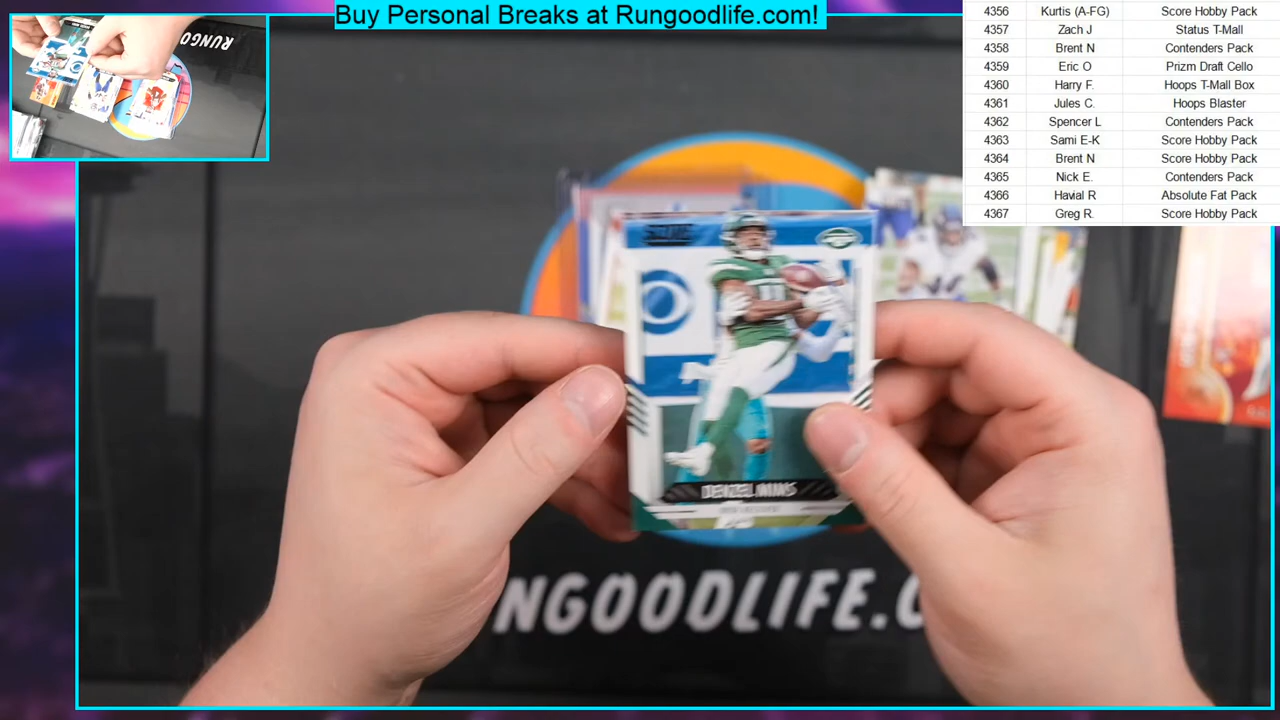 Buy Personal Breaks at Rungoodlife.com!
RUNGOO
4356 Kurtis (A-FG) Score Hobby Pack
4357 Zach J Status T-Mall
4358 Brent N Contenders Pack
4359 Eric O Prizm Draft Cello
4360 Harry F. Hoops T-Mall Box
4361 Jules C. Hoops Blaster
4362 Spencer L Contenders Pack
4363 Sami E-K Score Hobby Pack
4364 Brent N Score Hobby Pack
4365 Nick E. Contenders Pack
4366 Havial R Absolute Fat Pack
4367 Greg R. Score Hobby Pack
SCORE
DENZEL MIMS
NGOODLIFE.C